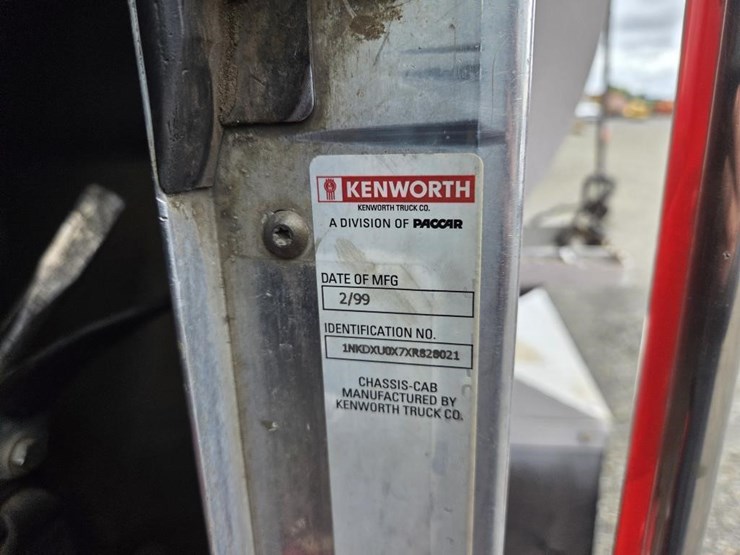 KENWORTH
KENWORTH TRUCK CO.
A DIVISION OF PACCAR
DATE OF MFG
2/99
IDENTIFICATION NO.
1NKDXU0X7XR828021
CHASSIS-CAB
MANUFACTURED BY
KENWORTH TRUCK CO.